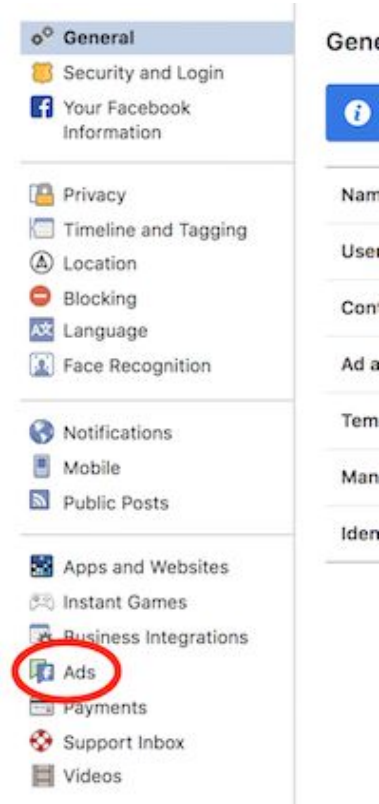 General
Security and Login
Your Facebook
Information
Privacy
Timeline and Tagging
Location
Blocking
Language
Face Recognition
Notifications
Mobile
Public Posts
Apps and Websites
Instant Games
Business Integrations
Ads
Payments
Support Inbox
Videos
Gene
Nam
User
Cont
Ad a
Tem
Man
Iden